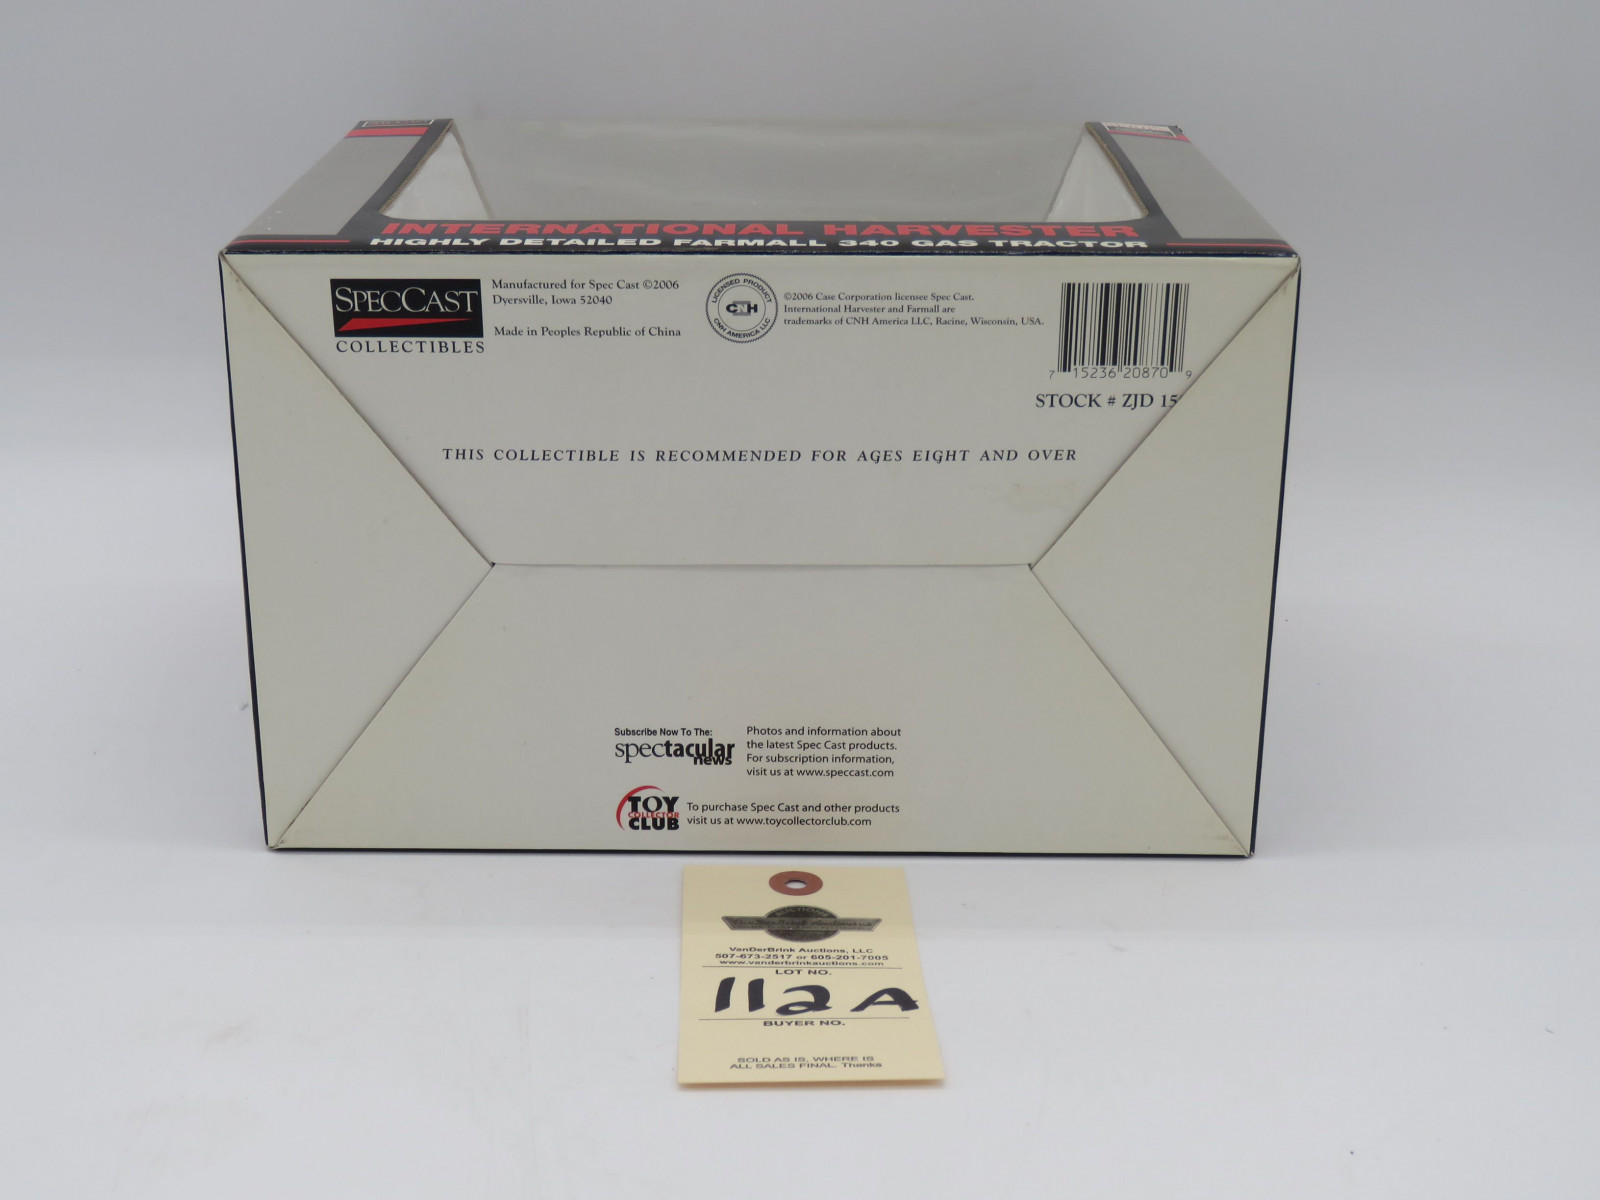 INTERNATIONAL HARVESTER
HIGHLY DETAILED FARMALL 340 GAS TRACTOR
SPECCAST
COLLECTIBLES
Manufactured for Spec Cast ©2006
Dyersville, Iowa 52040
Made in Peoples Republic of China
LICENSED PRODUCT
CNH
CNH AMERICA LLC
©2006 Case Corporation licensee Spec Cast.
International Harvester and Farmall are
trademarks of CNH America LLC, Racine, Wisconsin, USA.
7 15236 20870 9
STOCK # ZJD 15
THIS COLLECTIBLE IS RECOMMENDED FOR AGES EIGHT AND OVER
Subscribe Now To The:
spectacular
news
Photos and information about
the latest Spec Cast products.
For subscription information,
visit us at www.speccast.com
TOY
COLLECTOR
CLUB
To purchase Spec Cast and other products
visit us at www.toycollectorclub.com
AUCTIONS
VanDerBrink Auctions
VanDerBrink Auctions, LLC
507-673-2517 or 605-201-7005
www.vanderbrinkauctions.com
LOT NO.
112A
BUYER NO.
SOLD AS IS, WHERE IS
ALL SALES FINAL. Thanks